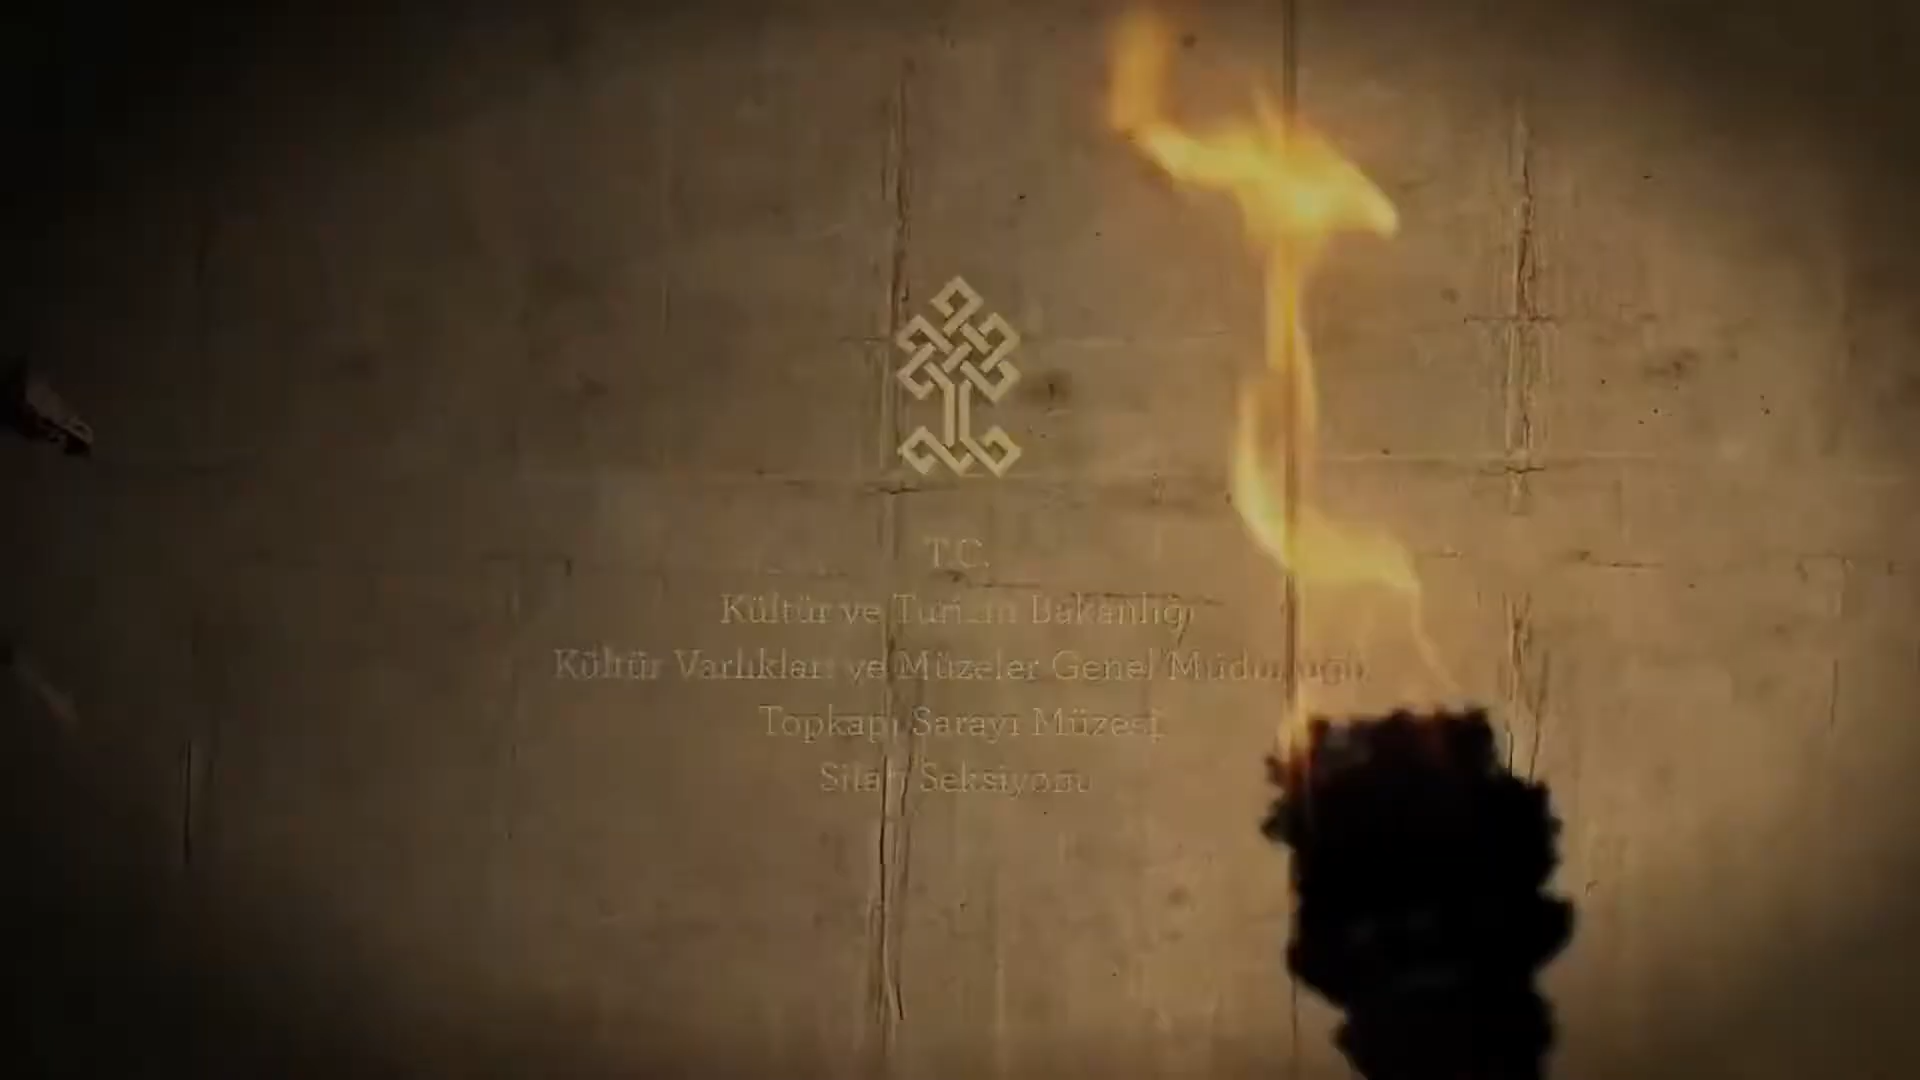 T.C.
Kültür ve Turizm Bakanlığı
Kültür Varlıkları ve Müzeler Genel Müdürlüğü
Topkapı Sarayı Müzesi
Silah Seksiyonu